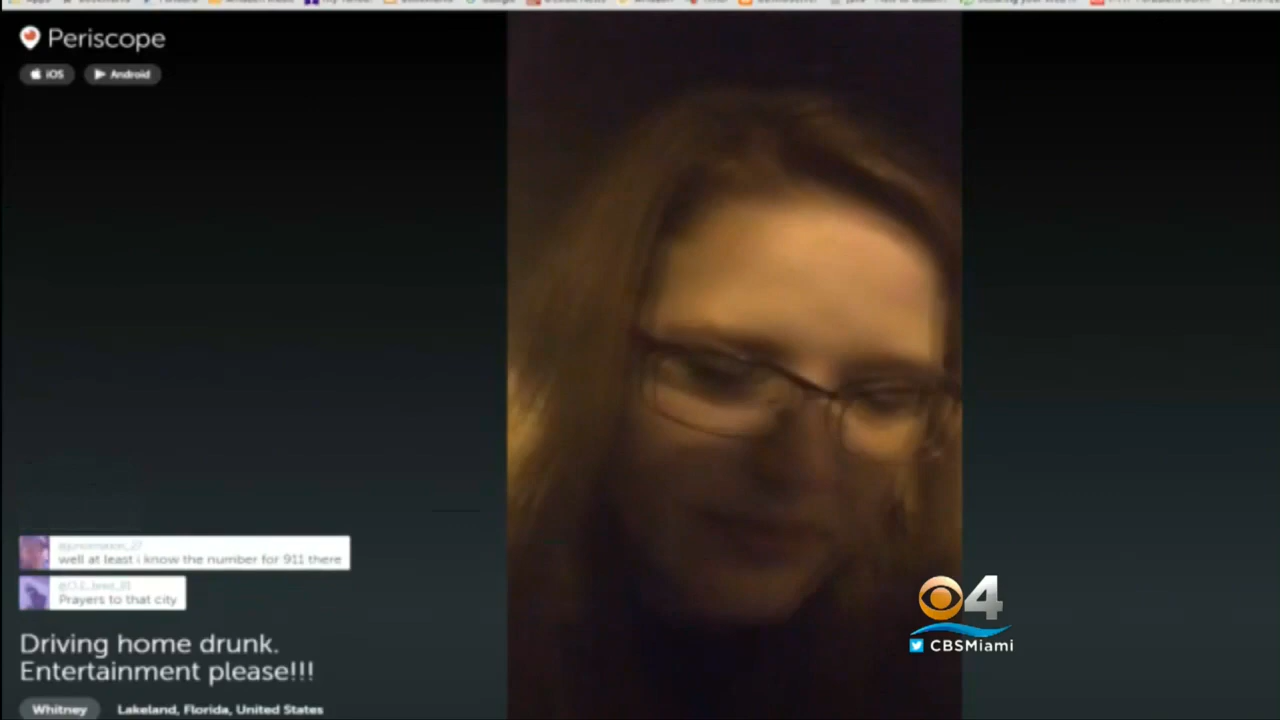 Periscope
iOS
Android
well at least i know the number for 911 there
Prayers to that city
Driving home drunk.
Entertainment please!!!
Whitney
Lakeland, Florida, United States
4
CBSMiami